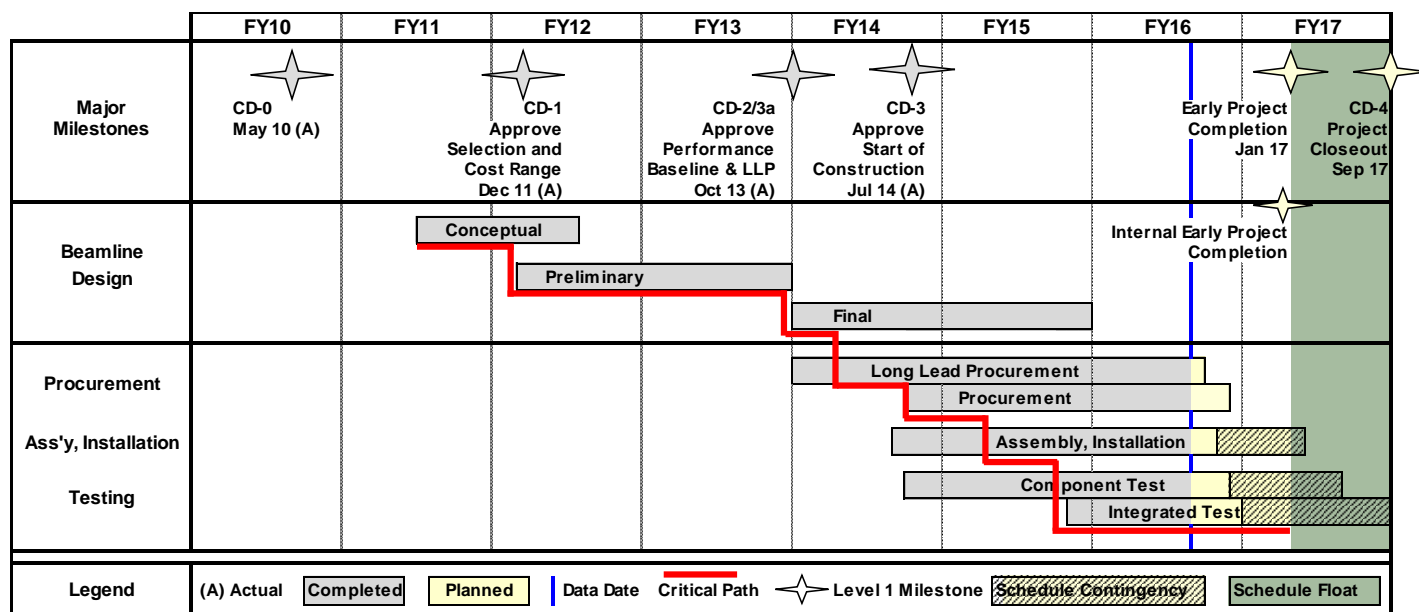 FY10 FY11 FY12 FY13 FY14 FY15 FY16 FY17
Major
Milestones
CD-0
May 10 (A)
CD-1
Approve
Selection and
Cost Range
Dec 11 (A)
CD-2/3a
Approve
Performance
Baseline & LLP
Oct 13 (A)
CD-3
Approve
Start of
Construction
Jul 14 (A)
Early Project
Completion
Jan 17
CD-4
Project
Closeout
Sep 17
Internal Early Project
Completion
Beamline
Design
Conceptual
Preliminary
Final
Procurement
Long Lead Procurement
Procurement
Ass'y, Installation
Assembly, Installation
Testing
Component Test
Integrated Test
Legend
(A) Actual
Completed
Planned
Data Date
Critical Path
Level 1 Milestone
Schedule Contingency
Schedule Float